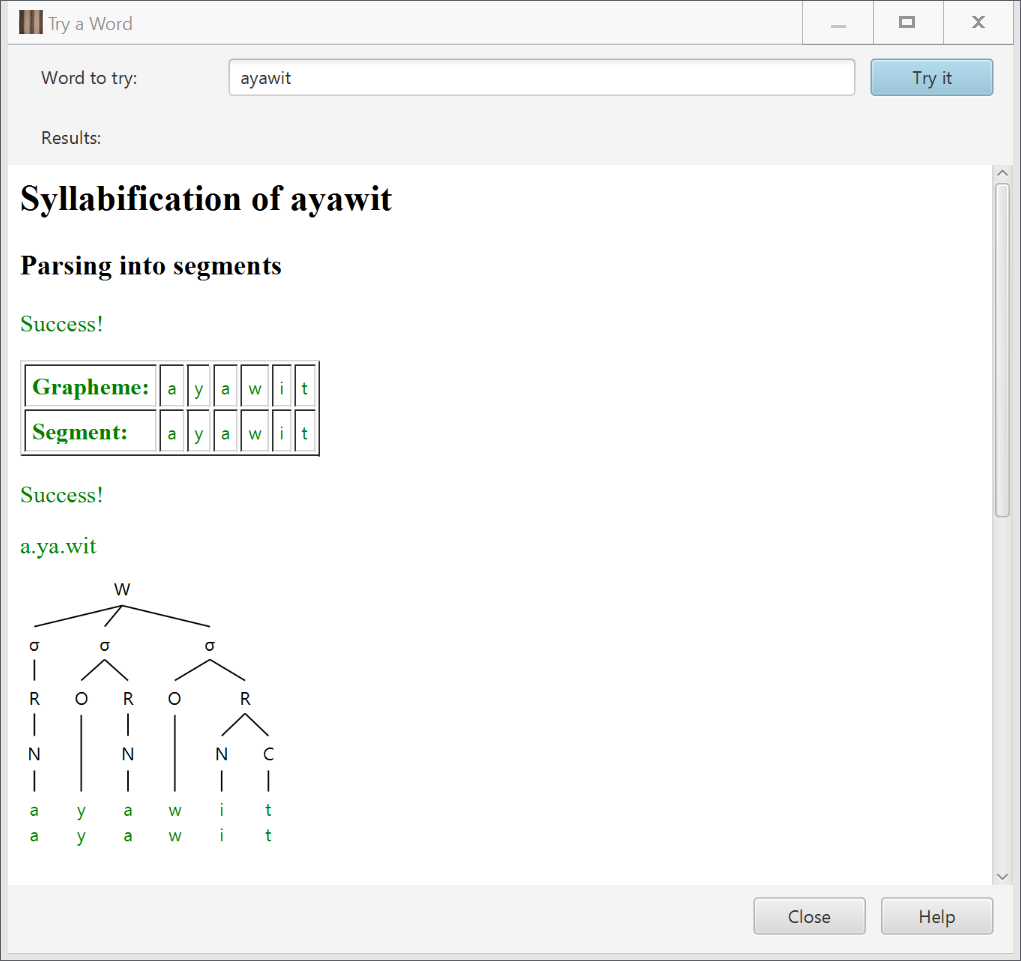 Try a Word
Word to try: ayawit Try it
Results:
Syllabification of ayawit
Parsing into segments
Success!
Grapheme: a y a w i t
Segment: a y a w i t
Success!
a.ya.wit
W
σ σ σ
R O R O R
N N N C
a y a w i t
a y a w i t
Close Help